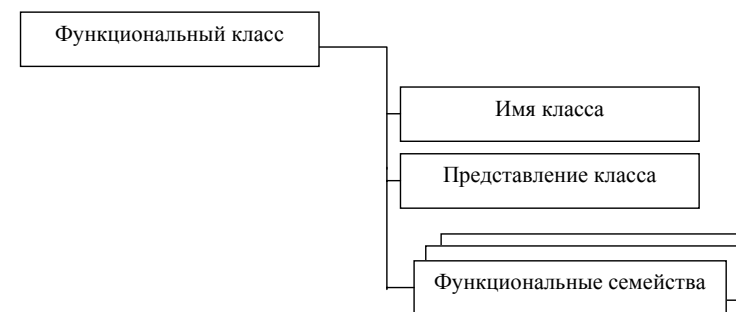 Функциональный класс
Имя класса
Представление класса
Функциональные семейства